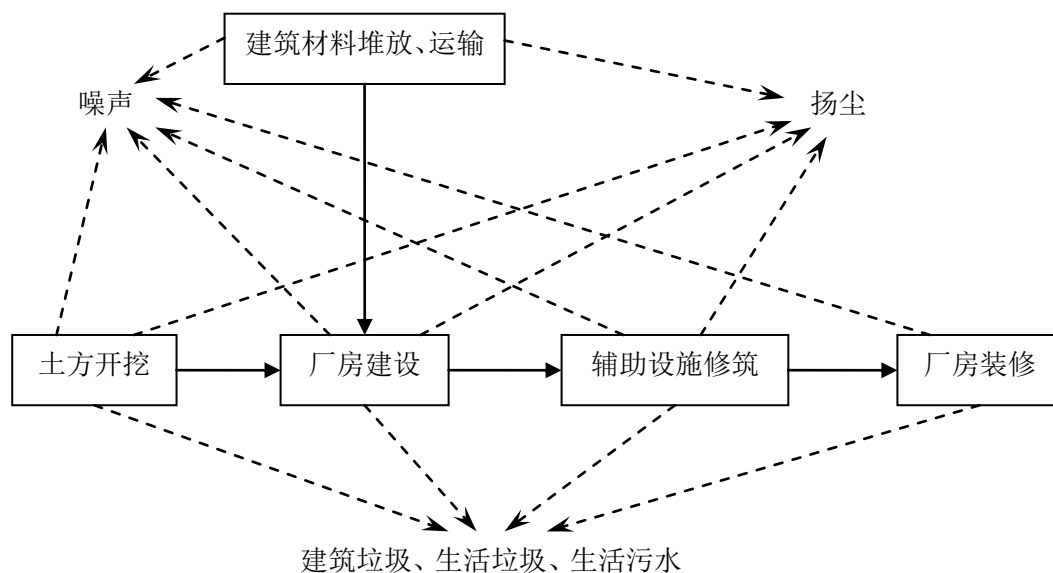 建筑材料堆放、运输
噪声
扬尘
土方开挖
厂房建设
辅助设施修筑
厂房装修
建筑垃圾、生活垃圾、生活污水